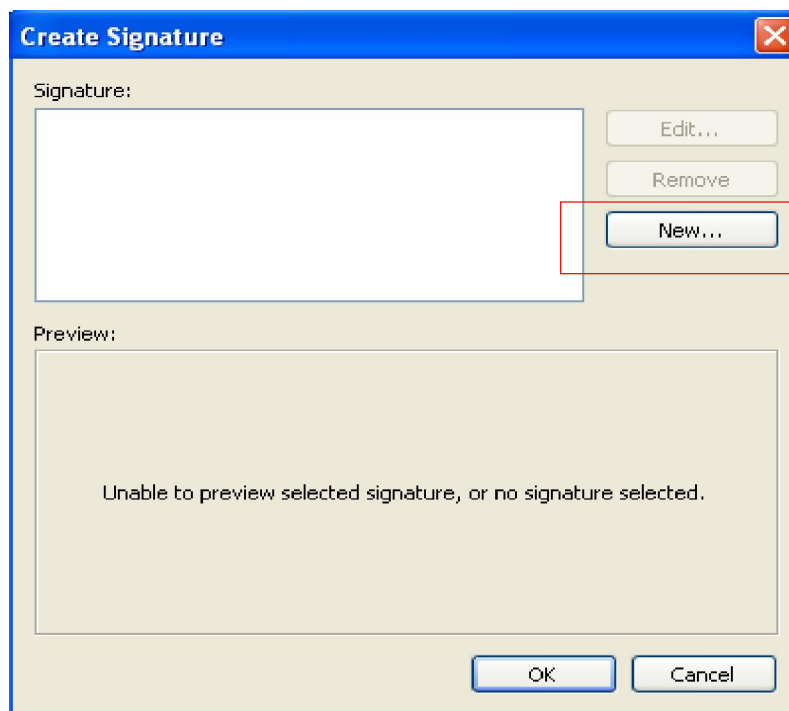 Create Signature
Signature:
Edit...
Remove
New...
Preview:
Unable to preview selected signature, or no signature selected.
OK
Cancel